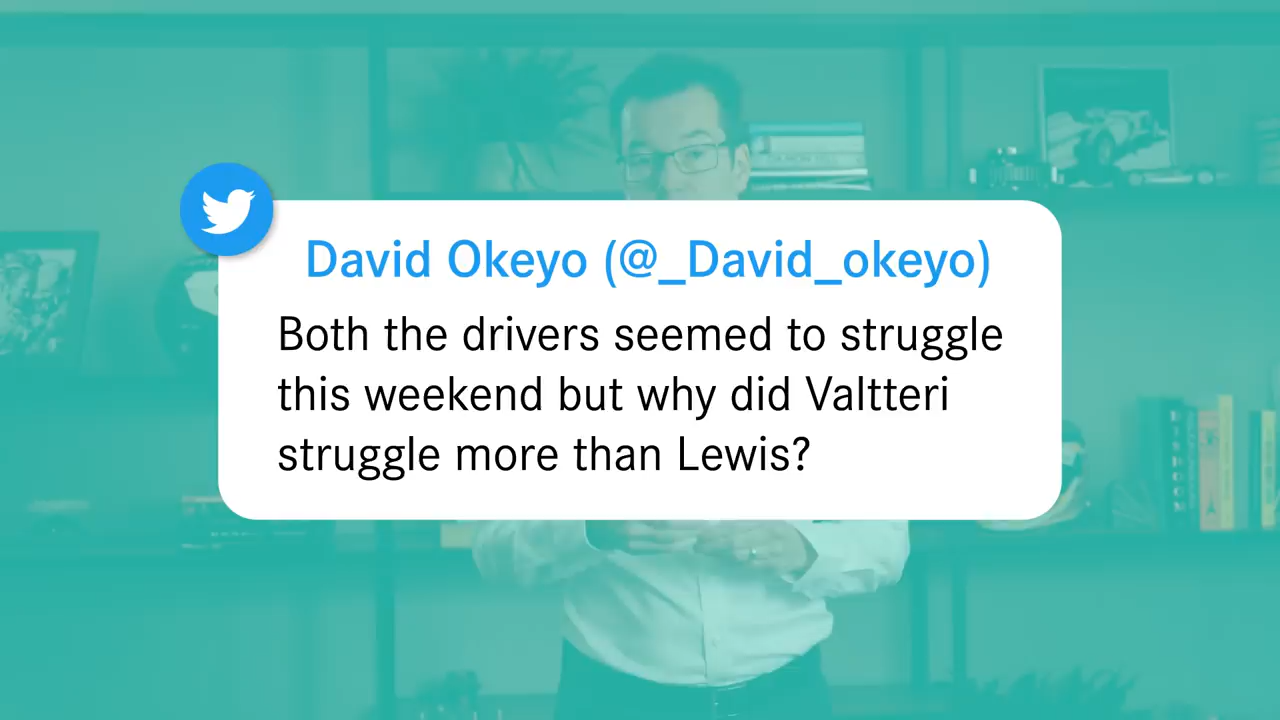 David Okeyo (@_David_okeyo)
Both the drivers seemed to struggle
this weekend but why did Valtteri
struggle more than Lewis?